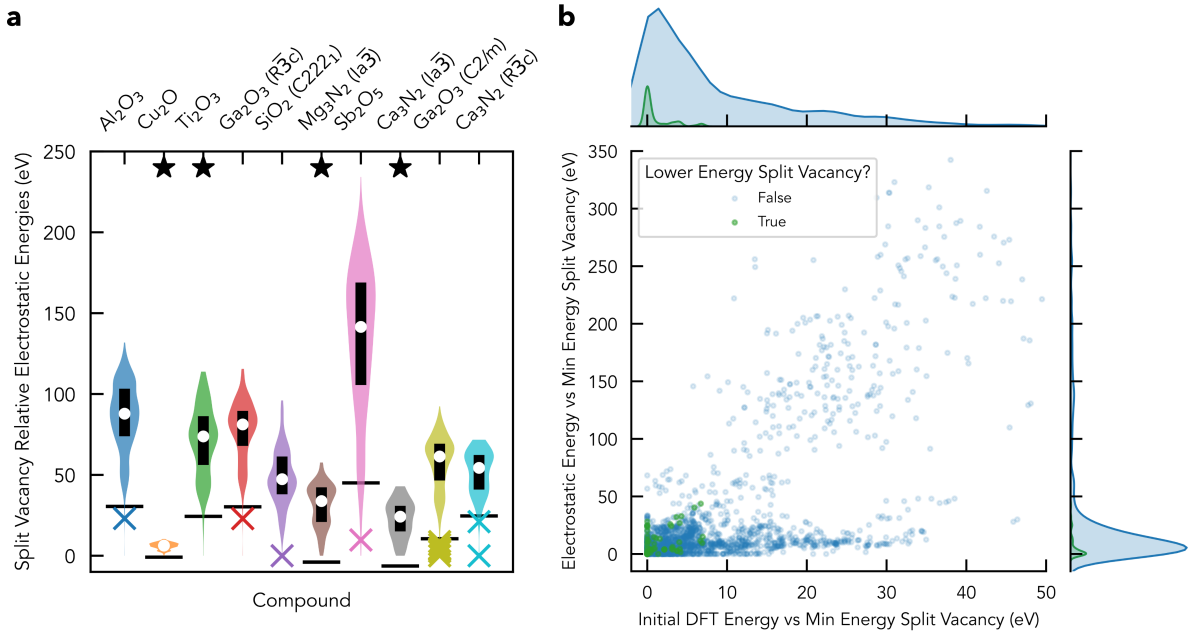 a
Al₂O₃
Cu₂O
Ti₂O₃
Ga₂O₃ (R3̅c)
SiO₂ (C222₁)
Mg₃N₂ (Ia3̅)
Sb₂O₅
Ca₃N₂ (Ia3̅)
Ga₂O₃ (C2/m)
Ca₃N₂ (R3̅c)
Split Vacancy Relative Electrostatic Energies (eV)
250
200
150
100
50
0
Compound
b
Electrostatic Energy vs Min Energy Split Vacancy (eV)
350
300
250
200
150
100
50
0
Lower Energy Split Vacancy?
False
True
0 10 20 30 40 50
Initial DFT Energy vs Min Energy Split Vacancy (eV)